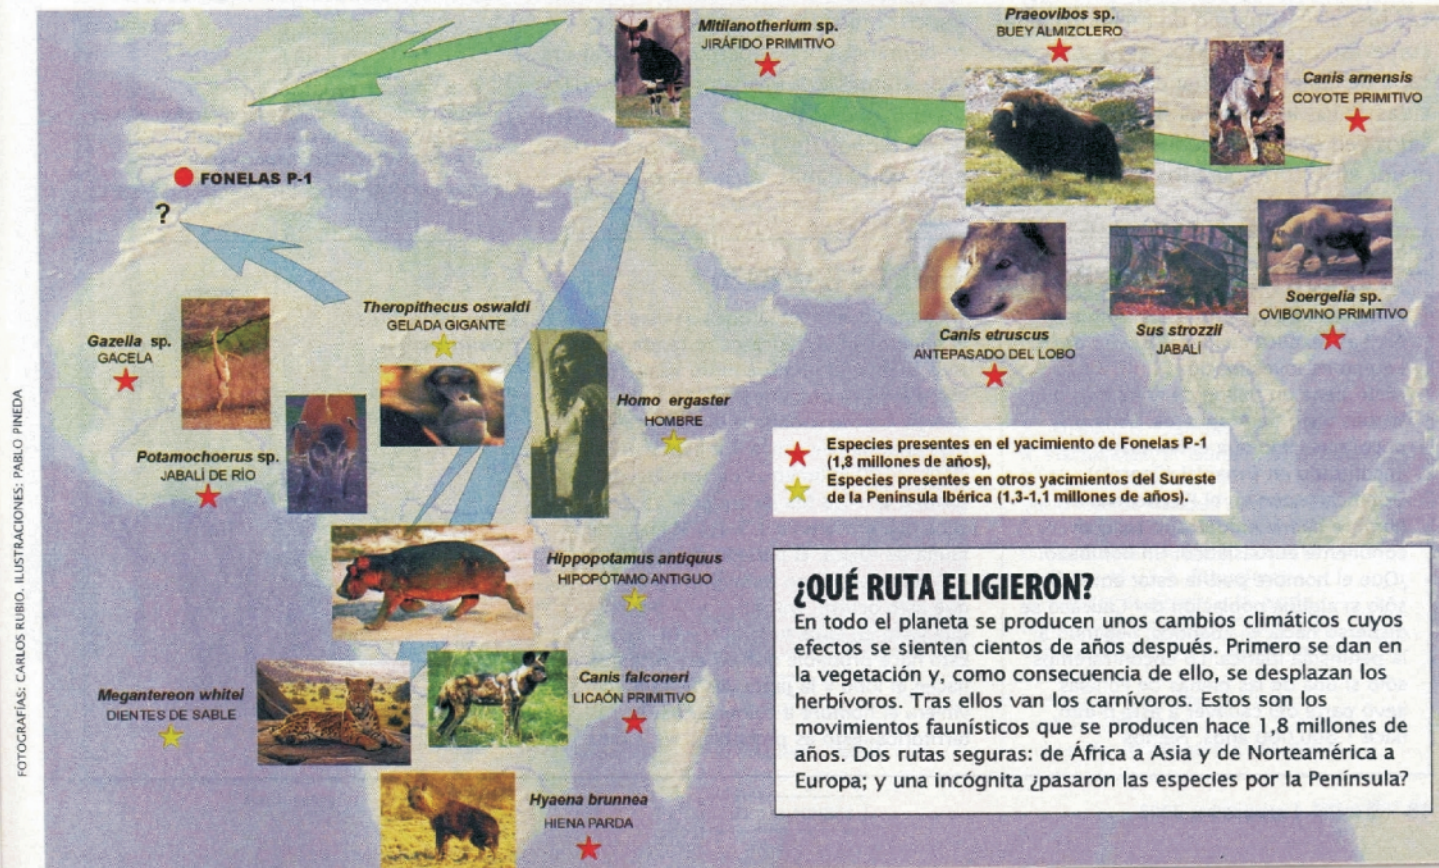 Mitilanotherium sp.
JIRÁFIDO PRIMITIVO
Praeovibos sp.
BUEY ALMIZCLERO
Canis arnensis
COYOTE PRIMITIVO
FONELAS P-1
?
Theropithecus oswaldi
GELADA GIGANTE
Gazella sp.
GACELA
Homo ergaster
HOMBRE
Potamochoerus sp.
JABALÍ DE RÍO
Canis etruscus
ANTEPASADO DEL LOBO
Sus strozzii
JABALÍ
Soergelia sp.
OVIBOVINO PRIMITIVO
Especies presentes en el yacimiento de Fonelas P-1
(1,8 millones de años),
Especies presentes en otros yacimientos del Sureste
de la Península Ibérica (1,3-1,1 millones de años).
Hippopotamus antiquus
HIPOPÓTAMO ANTIGUO
Megantereon whitei
DIENTES DE SABLE
Canis falconeri
LICAÓN PRIMITIVO
Hyaena brunnea
HIENA PARDA
¿QUÉ RUTA ELIGIERON?
En todo el planeta se producen unos cambios climáticos cuyos
efectos se sienten cientos de años después. Primero se dan en
la vegetación y, como consecuencia de ello, se desplazan los
herbívoros. Tras ellos van los carnívoros. Estos son los
movimientos faunísticos que se producen hace 1,8 millones de
años. Dos rutas seguras: de África a Asia y de Norteamérica a
Europa; y una incógnita ¿pasaron las especies por la Península?
FOTOGRAFÍAS: CARLOS RUBIO. ILUSTRACIONES: PABLO PINEDA